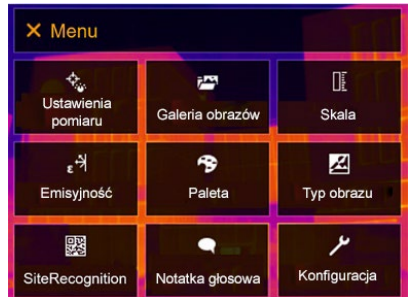 Menu
Ustawienia
pomiaru
Galeria obrazów
Skala
Emisyjność
Paleta
Typ obrazu
SiteRecognition
Notatka głosowa
Konfiguracja